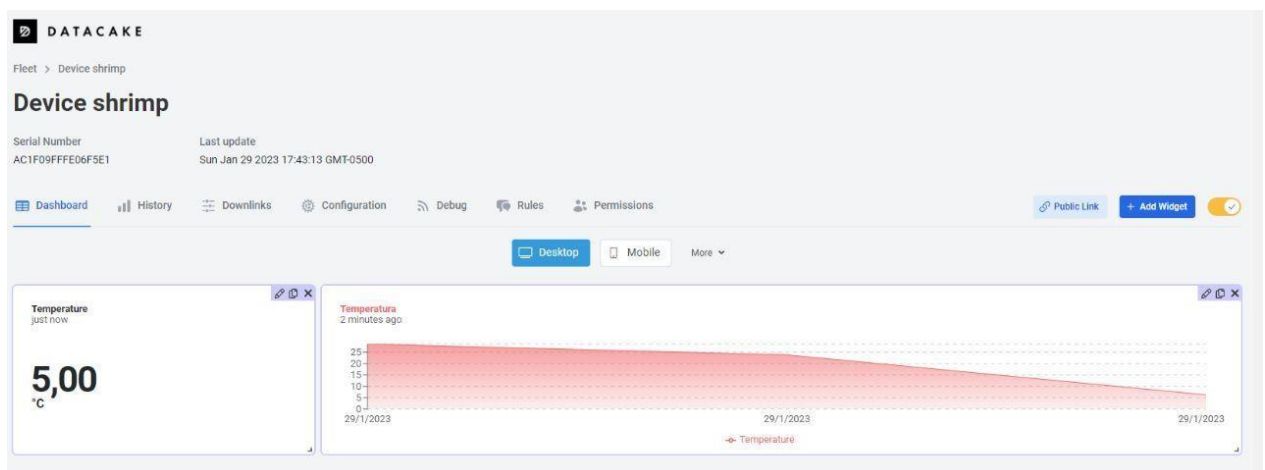 DATACAKE
Fleet > Device shrimp
Device shrimp
Serial Number Last update
AC1F09FFFE06F5E1 Sun Jan 29 2023 17:43:13 GMT-0500
Dashboard History Downlinks Configuration Debug Rules Permissions Public Link + Add Widget
Desktop Mobile More
Temperature
just now
5,00
°C
Temperatura
2 minutes ago
25
20
15
10
5
0
29/1/2023 29/1/2023 29/1/2023
Temperature